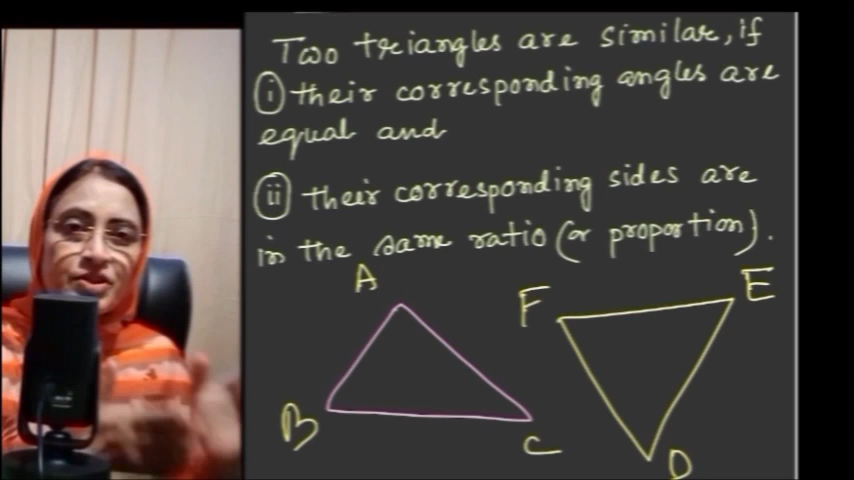 Two triangles are similar, if
(i) their corresponding angles are
equal and
(ii) their corresponding sides are
in the same ratio (or proportion).
A
F E
B
C
D